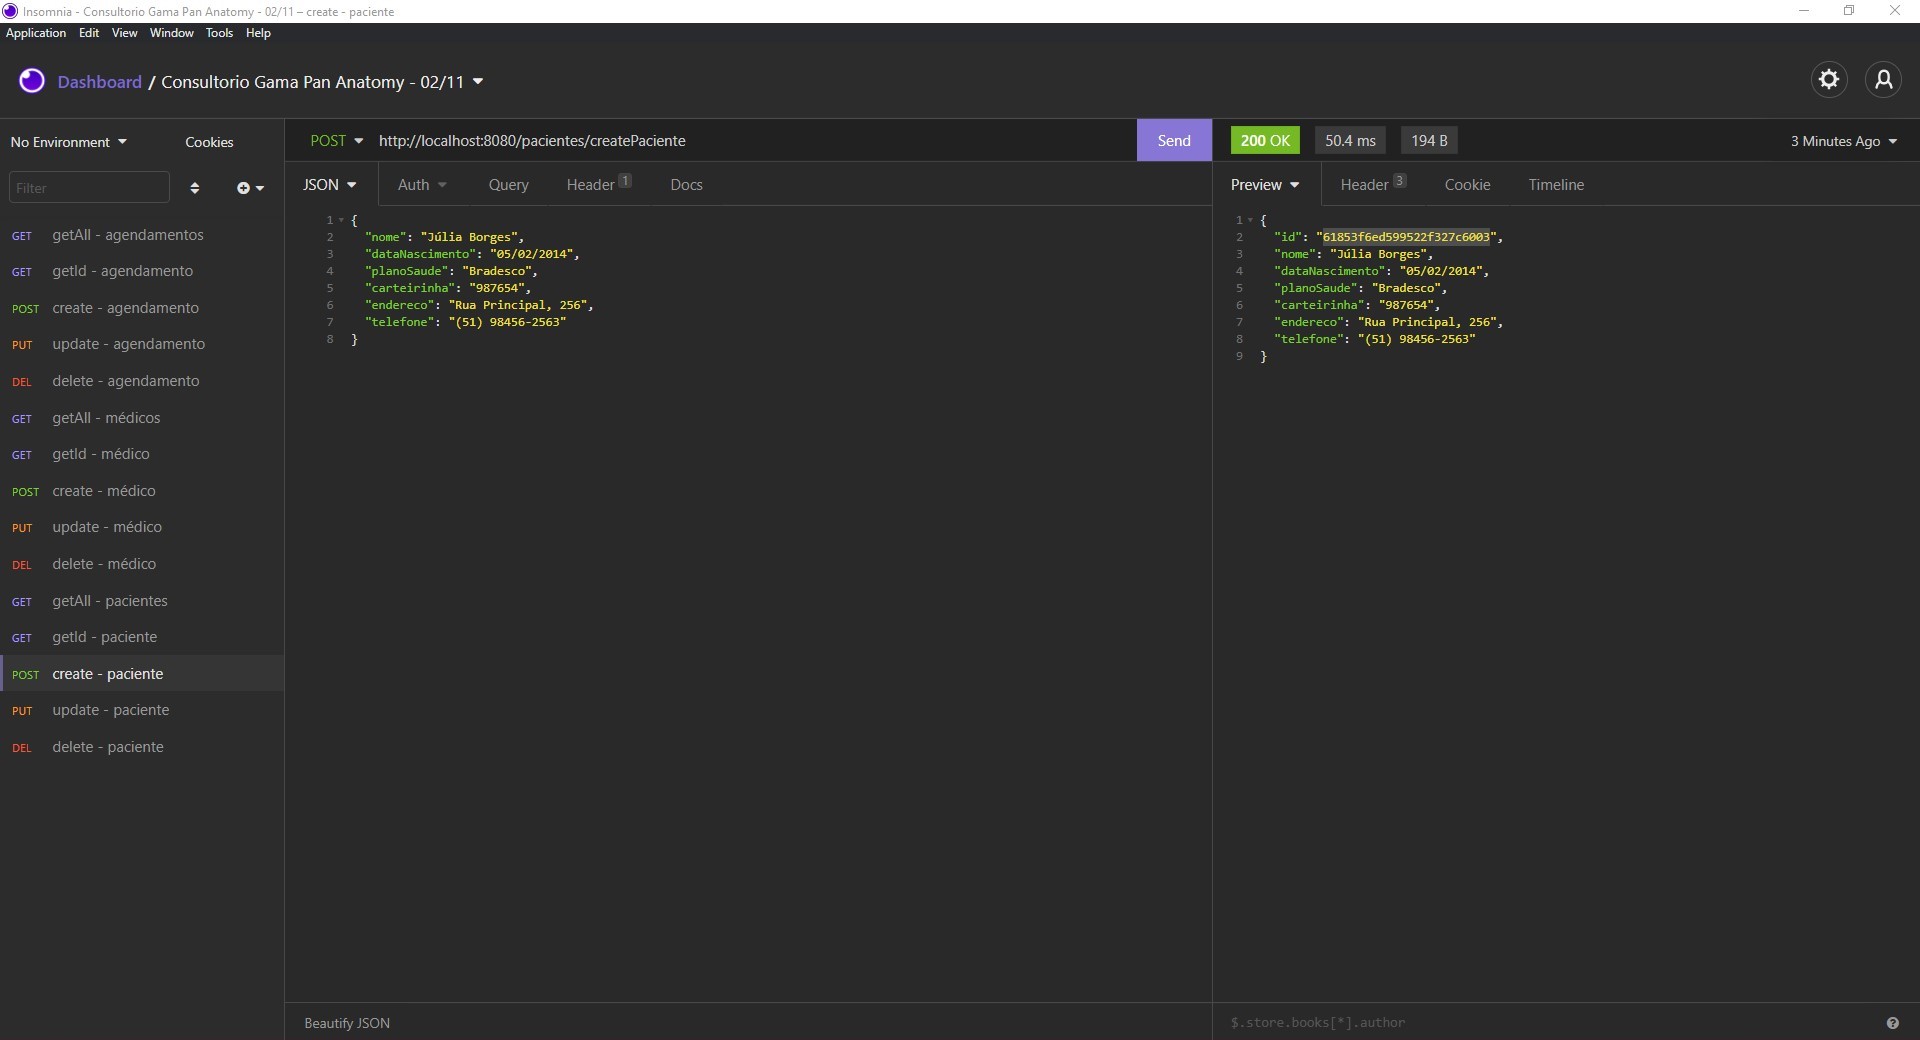 Insomnia - Consultorio Gama Pan Anatomy - 02/11 – create - paciente
Application Edit View Window Tools Help
Dashboard / Consultorio Gama Pan Anatomy - 02/11
No Environment Cookies
Filter
GET getAll - agendamentos
GET getId - agendamento
POST create - agendamento
PUT update - agendamento
DEL delete - agendamento
GET getAll - médicos
GET getId - médico
POST create - médico
PUT update - médico
DEL delete - médico
GET getAll - pacientes
GET getId - paciente
POST create - paciente
PUT update - paciente
DEL delete - paciente
POST http://localhost:8080/pacientes/createPaciente Send
JSON Auth Query Header 1 Docs
1 {
2 "nome": "Júlia Borges",
3 "dataNascimento": "05/02/2014",
4 "planoSaude": "Bradesco",
5 "carteirinha": "987654",
6 "endereco": "Rua Principal, 256",
7 "telefone": "(51) 98456-2563"
8 }
Beautify JSON
200 OK 50.4 ms 194 B 3 Minutes Ago
Preview Header 3 Cookie Timeline
1 {
2 "id": "61853f6ed599522f327c6003",
3 "nome": "Júlia Borges",
4 "dataNascimento": "05/02/2014",
5 "planoSaude": "Bradesco",
6 "carteirinha": "987654",
7 "endereco": "Rua Principal, 256",
8 "telefone": "(51) 98456-2563"
9 }
$.store.books[*].author